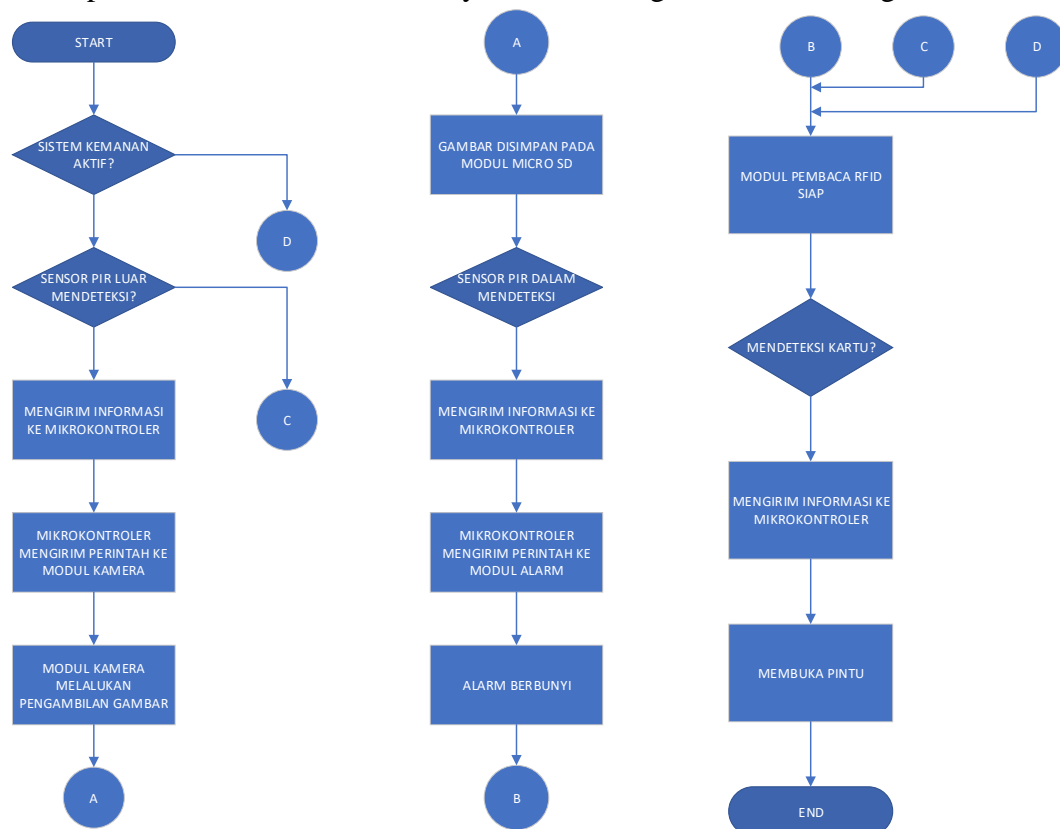 START
SISTEM KEMANAN
AKTIF?
D
SENSOR PIR LUAR
MENDETEKSI?
C
MENGIRIM INFORMASI
KE MIKROKONTROLER
MIKROKONTROLER
MENGIRIM PERINTAH KE
MODUL KAMERA
MODUL KAMERA
MELALUKAN
PENGAMBILAN GAMBAR
A
A
GAMBAR DISIMPAN PADA
MODUL MICRO SD
SENSOR PIR DALAM
MENDETEKSI
MENGIRIM INFORMASI KE
MIKROKONTROLER
MIKROKONTROLER
MENGIRIM PERINTAH KE
MODUL ALARM
ALARM BERBUNYI
B
B
C
D
MODUL PEMBACA RFID
SIAP
MENDETEKSI KARTU?
MENGIRIM INFORMASI KE
MIKROKONTROLER
MEMBUKA PINTU
END